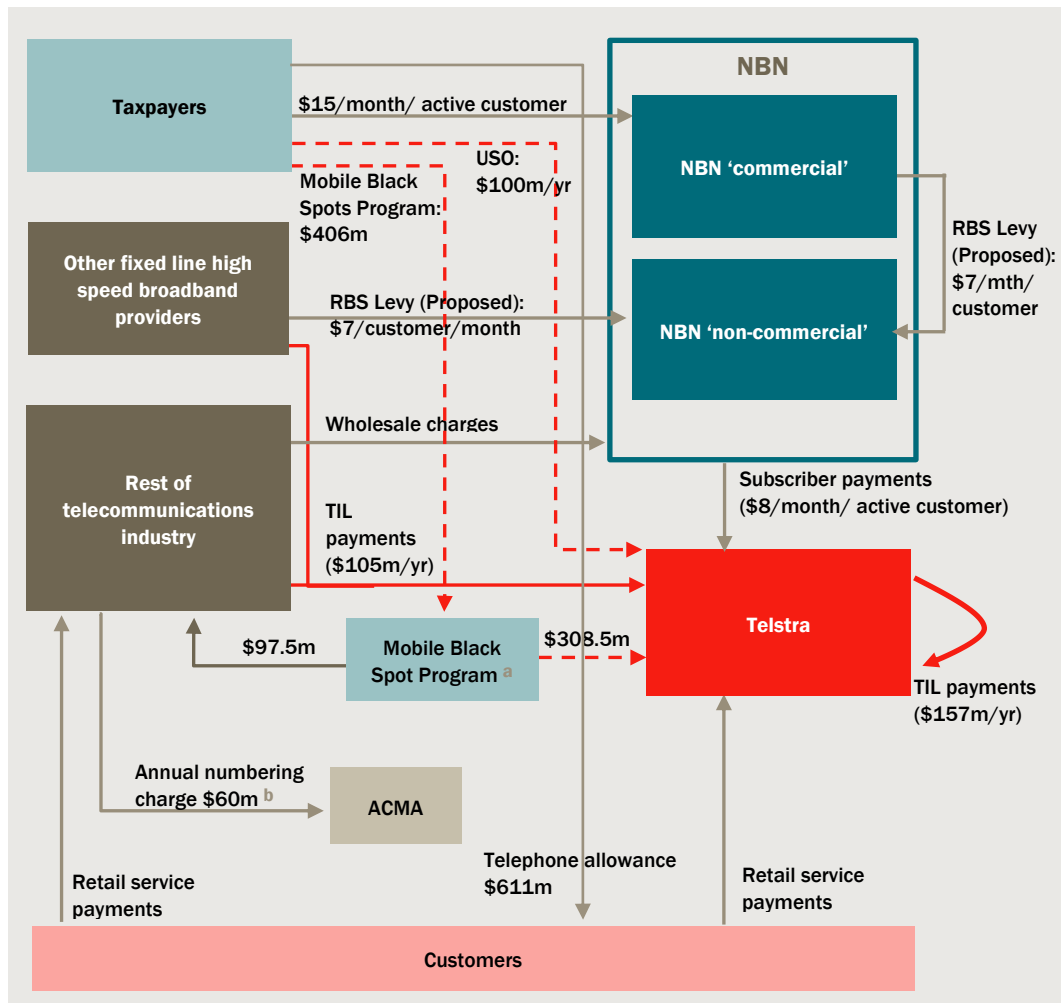 NBN
Taxpayers
$15/month/ active customer
NBN ‘commercial’
USO:
$100m/yr
Mobile Black
Spots Program:
$406m
RBS Levy
(Proposed):
$7/mth/
customer
Other fixed line high
speed broadband
providers
RBS Levy (Proposed):
$7/customer/month
NBN ‘non-commercial’
Wholesale charges
Rest of
telecommunications
industry
Subscriber payments
($8/month/ active customer)
TIL
payments
($105m/yr)
Telstra
$97.5m
Mobile Black
Spot Program a
$308.5m
TIL payments
($157m/yr)
Annual numbering
charge $60m b
ACMA
Telephone allowance
$611m
Retail service
payments
Retail service
payments
Customers